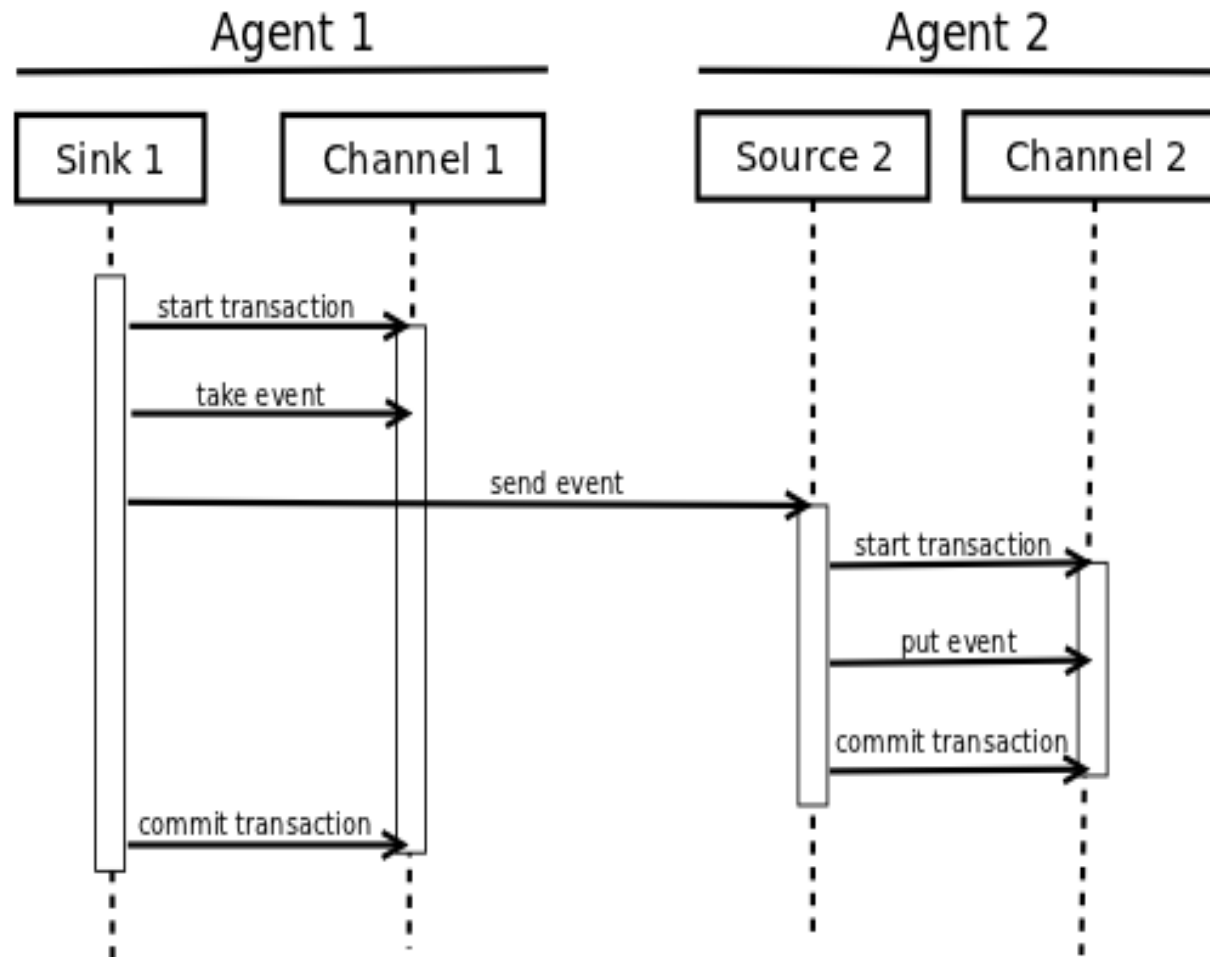 Agent 1
Agent 2
Sink 1
Channel 1
Source 2
Channel 2
start transaction
take event
send event
start transaction
put event
commit transaction
commit transaction